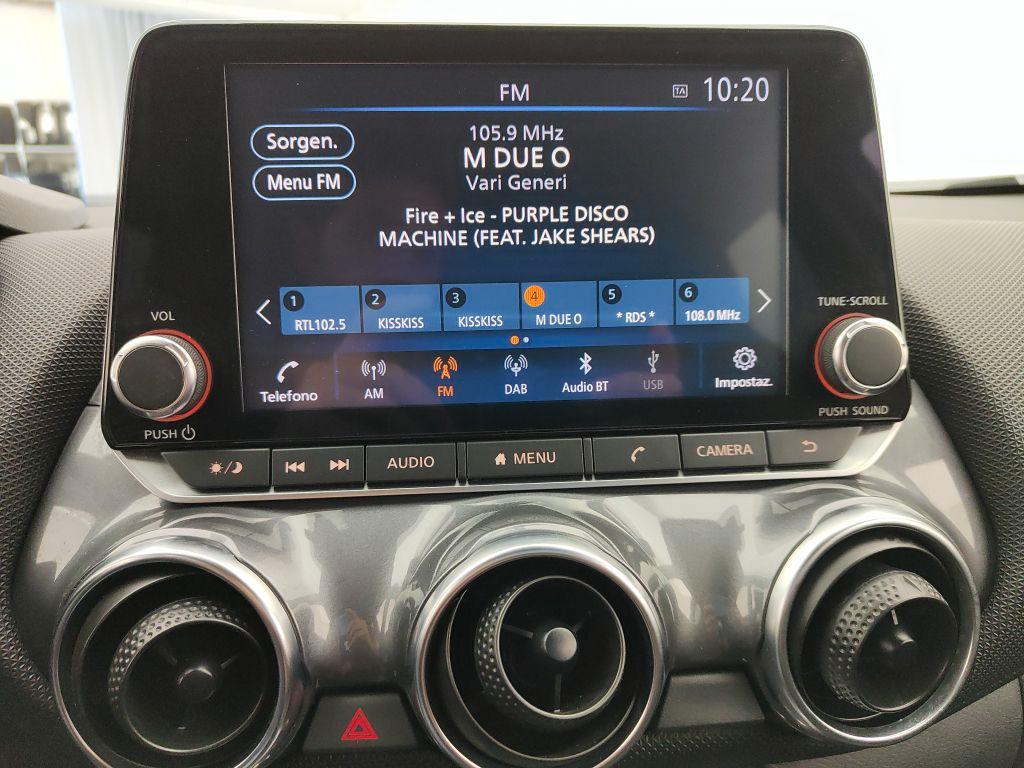 FM
TA
10:20
Sorgen.
Menu FM
105.9 MHz
M DUE O
Vari Generi
Fire + Ice - PURPLE DISCO
MACHINE (FEAT. JAKE SHEARS)
1
RTL102.5
2
KISSKISS
3
KISSKISS
4
M DUE O
5
* RDS *
6
108.0 MHz
Telefono
AM
FM
DAB
Audio BT
USB
Impostaz.
VOL
PUSH
TUNE·SCROLL
PUSH SOUND
AUDIO
MENU
CAMERA